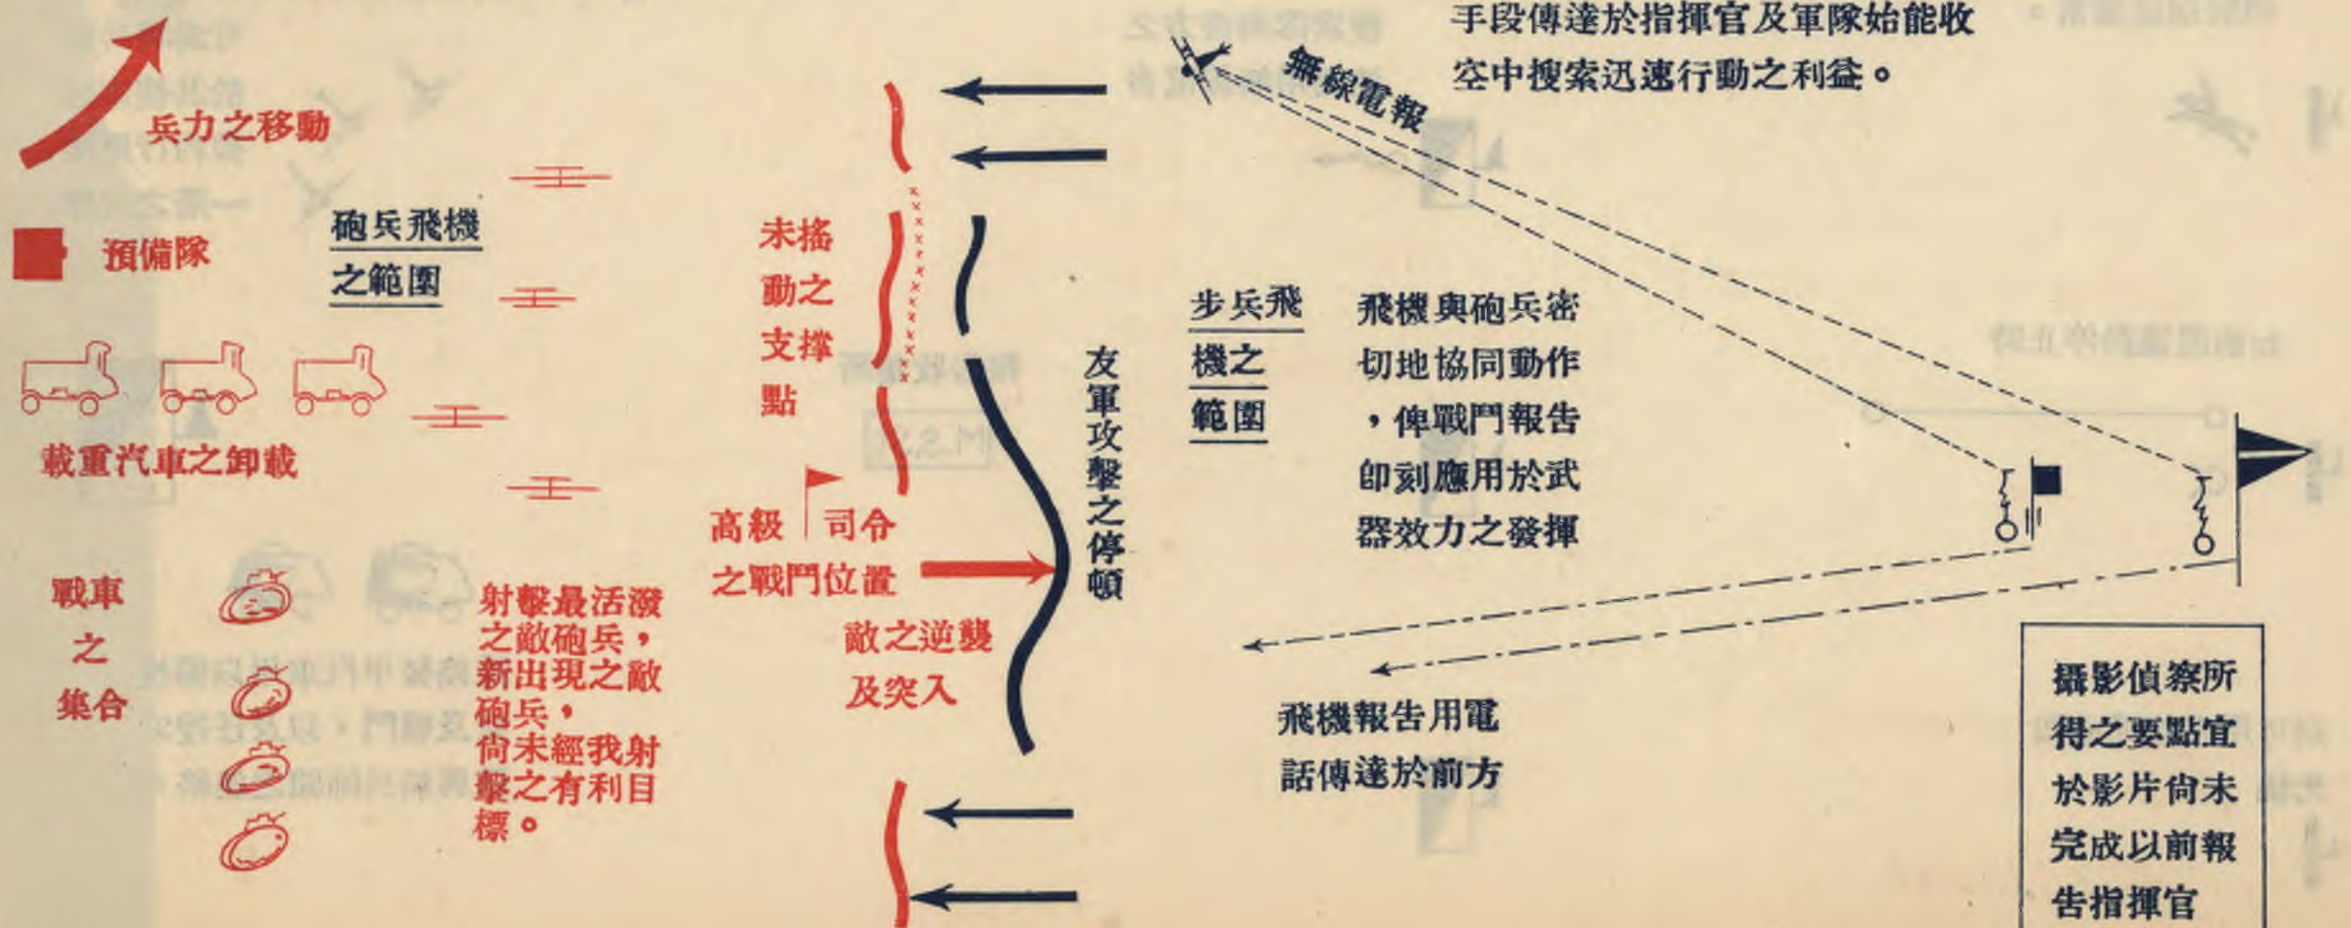 手段傳達於指揮官及軍隊始能收
空中搜索迅速行動之利益。
無線電報
兵力之移動
預備隊
砲兵飛機
之範圍
載重汽車之卸載
戰車
之
集合
射擊最活潑
之敵砲兵，
新出現之敵
砲兵，
尚未經我射
擊之有利目
標。
未搖
動之
支撐
點
高級司令
之戰鬥位置
敵之逆襲
及突入
友軍攻擊之停頓
步兵飛
機之
範圍
飛機與砲兵密
切地協同動作
，俾戰鬥報告
即刻應用於武
器效力之發揮
飛機報告用電
話傳達於前方
攝影偵察所
得之要點宜
於影片尚未
完成以前報
告指揮官